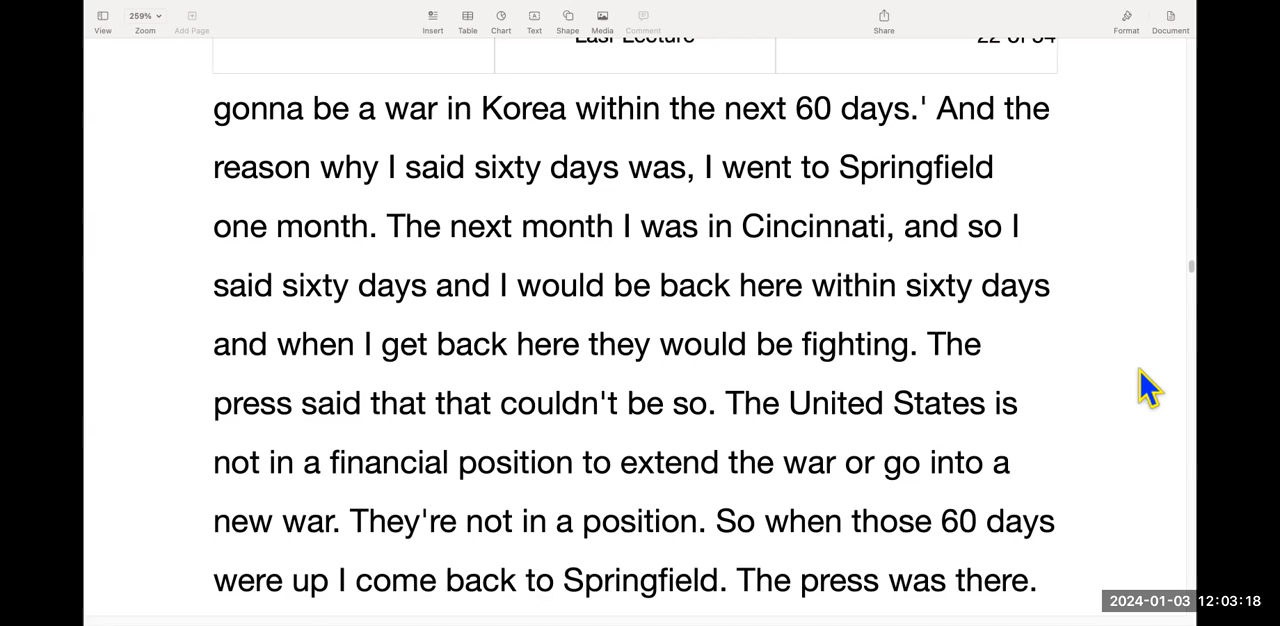 259%
View
Zoom
Add Page
Insert
Table
Chart
Text
Shape
Media
Comment
Share
Format
Document
Last Lecture
22 of 54
gonna be a war in Korea within the next 60 days.' And the
reason why I said sixty days was, I went to Springfield
one month. The next month I was in Cincinnati, and so I
said sixty days and I would be back here within sixty days
and when I get back here they would be fighting. The
press said that that couldn't be so. The United States is
not in a financial position to extend the war or go into a
new war. They're not in a position. So when those 60 days
were up I come back to Springfield. The press was there.
2024-01-03 12:03:18